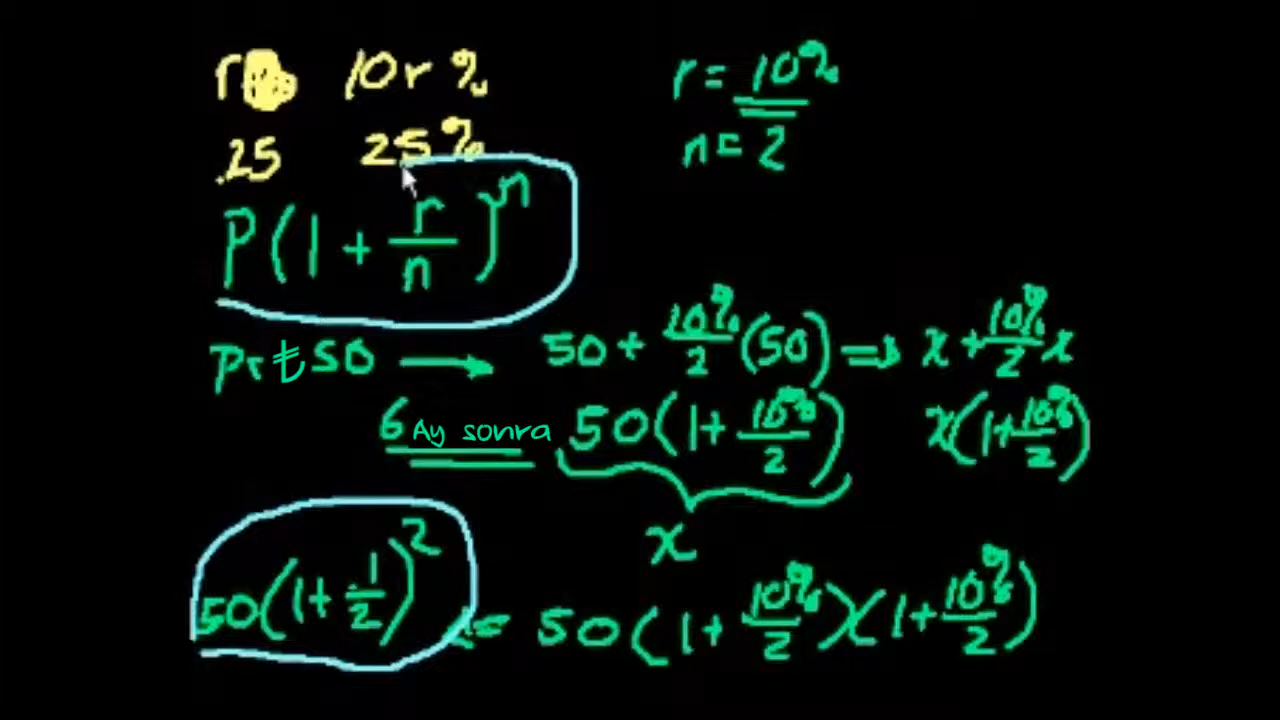 r 10r %
.25 25%
r = 10%
n = 2
P(1 + r/n)^n
Pr ₺50 → 50 + 10%/2 (50) ⇒ x + 10%/2 x
6 Ay sonra 50(1 + 10%/2) x(1 + 10%/2)
x
50(1 + .1/2)^2 = 50(1 + 10%/2)(1 + 10%/2)